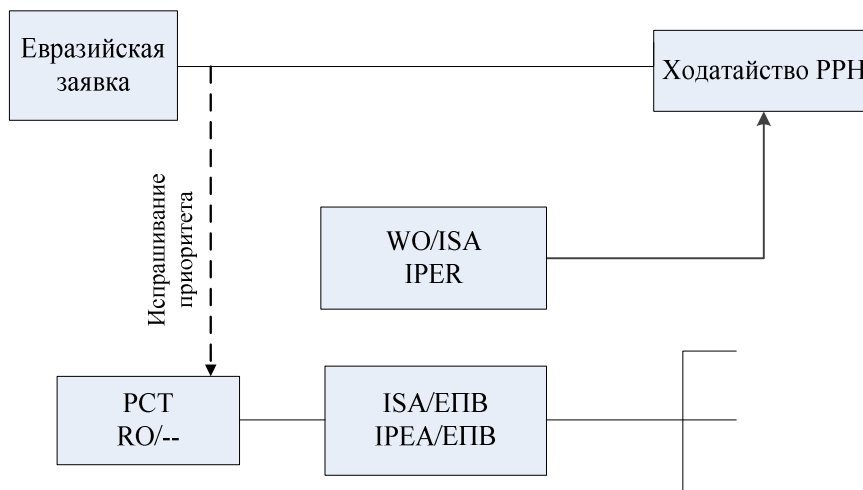 Евразийская
заявка
Ходатайство PPH
Испрашивание
приоритета
WO/ISA
IPER
PCT
RO/--
ISA/ЕПВ
IPEA/ЕПВ